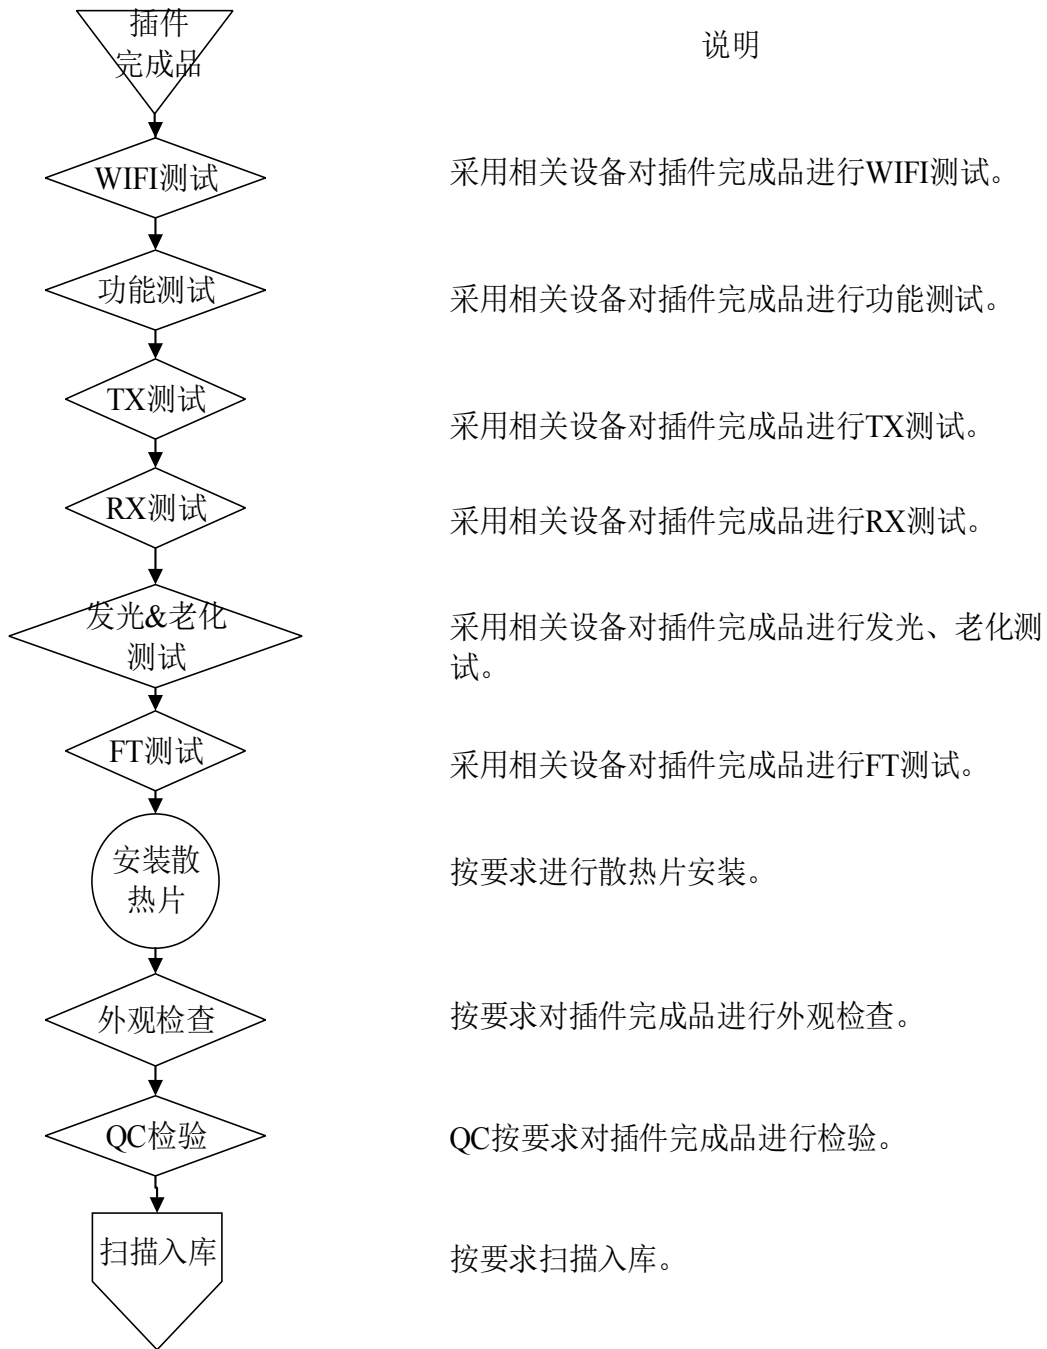 插件
完成品
说明
WIFI测试
采用相关设备对插件完成品进行WIFI测试。
功能测试
采用相关设备对插件完成品进行功能测试。
TX测试
采用相关设备对插件完成品进行TX测试。
RX测试
采用相关设备对插件完成品进行RX测试。
发光&老化
测试
采用相关设备对插件完成品进行发光、老化测
试。
FT测试
采用相关设备对插件完成品进行FT测试。
安装散
热片
按要求进行散热片安装。
外观检查
按要求对插件完成品进行外观检查。
QC检验
QC按要求对插件完成品进行检验。
扫描入库
按要求扫描入库。